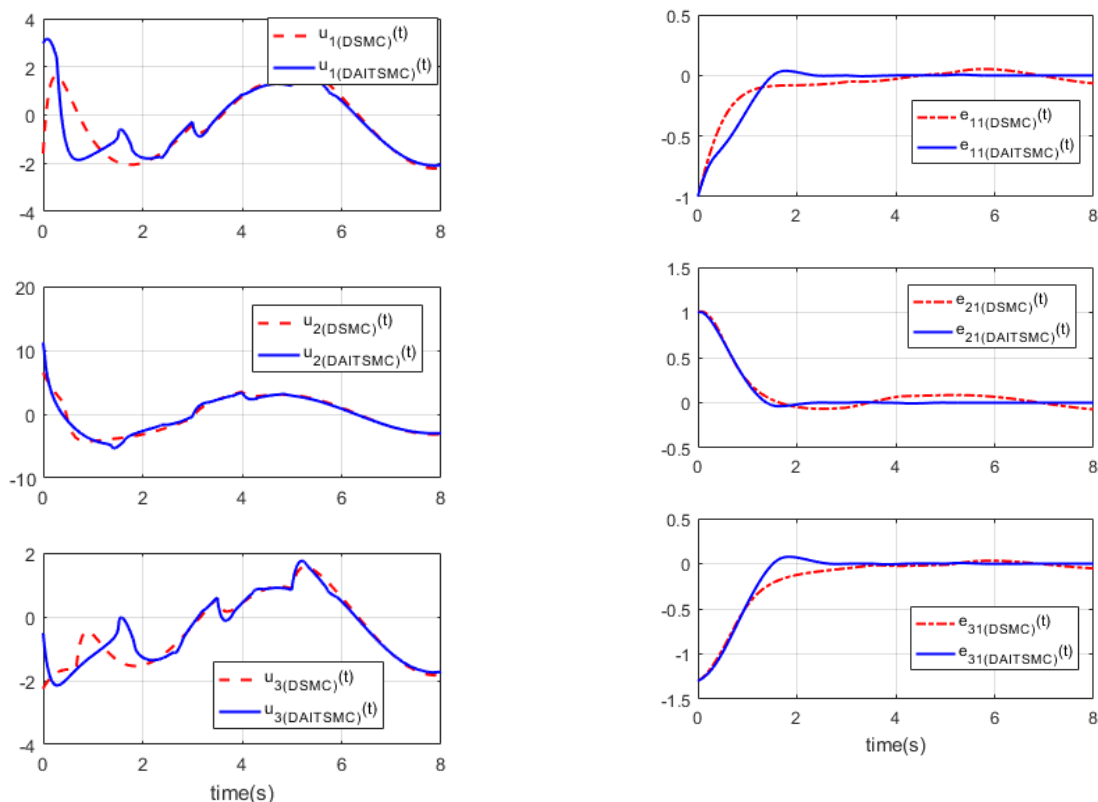 4
2
0
-2
-4
0 2 4 6 8
u1(DSMC)(t)
u1(DAITSMC)(t)
20
10
0
-10
0 2 4 6 8
u2(DSMC)(t)
u2(DAITSMC)(t)
2
0
-2
-4
0 2 4 6 8
u3(DSMC)(t)
u3(DAITSMC)(t)
time(s)
0.5
0
-0.5
-1
0 2 4 6 8
e11(DSMC)(t)
e11(DAITSMC)(t)
1.5
1
0.5
0
-0.5
0 2 4 6 8
e21(DSMC)(t)
e21(DAITSMC)(t)
0.5
0
-0.5
-1
-1.5
0 2 4 6 8
e31(DSMC)(t)
e31(DAITSMC)(t)
time(s)